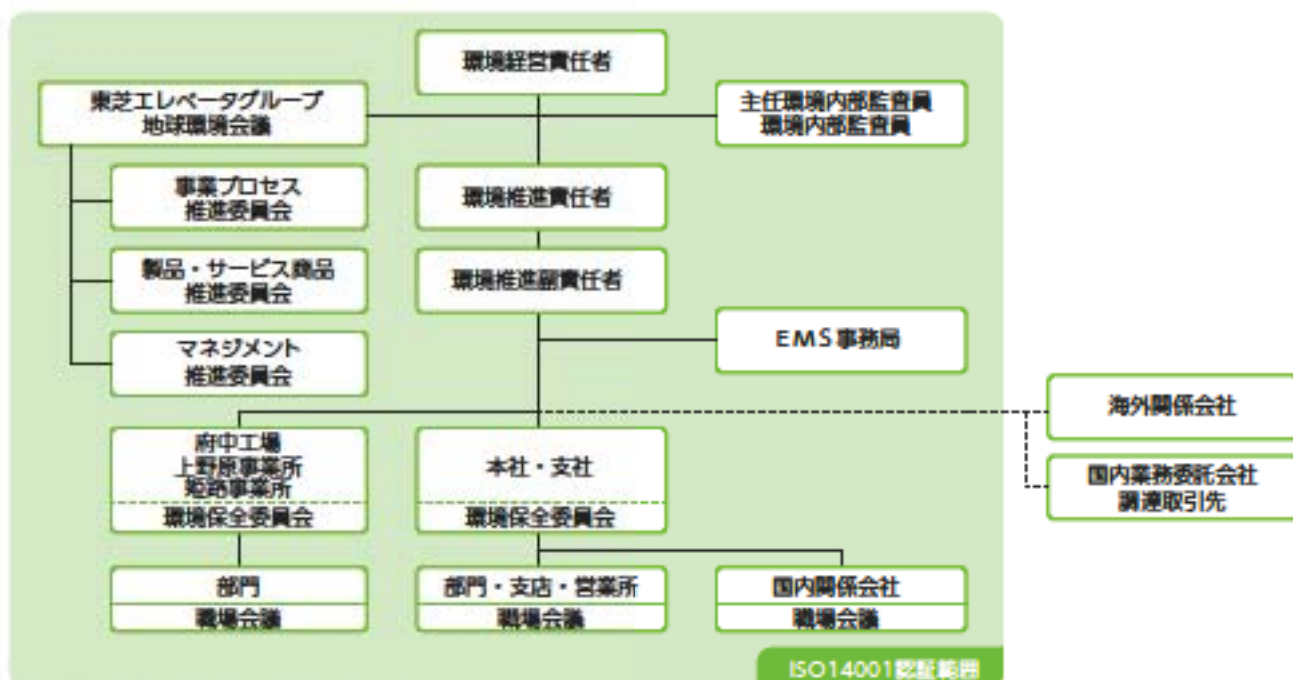 環境経営責任者
東芝エレベータグループ
地球環境会議
主任環境内部監査員
環境内部監査員
事業プロセス
推進委員会
環境推進責任者
製品・サービス商品
推進委員会
環境推進副責任者
マネジメント
推進委員会
EMS事務局
海外関係会社
国内業務委託会社
調達取引先
府中工場
上野原事業所
姫路事業所
環境保全委員会
本社・支社
環境保全委員会
部門
職場会議
部門・支店・営業所
職場会議
国内関係会社
職場会議
ISO14001認証範囲